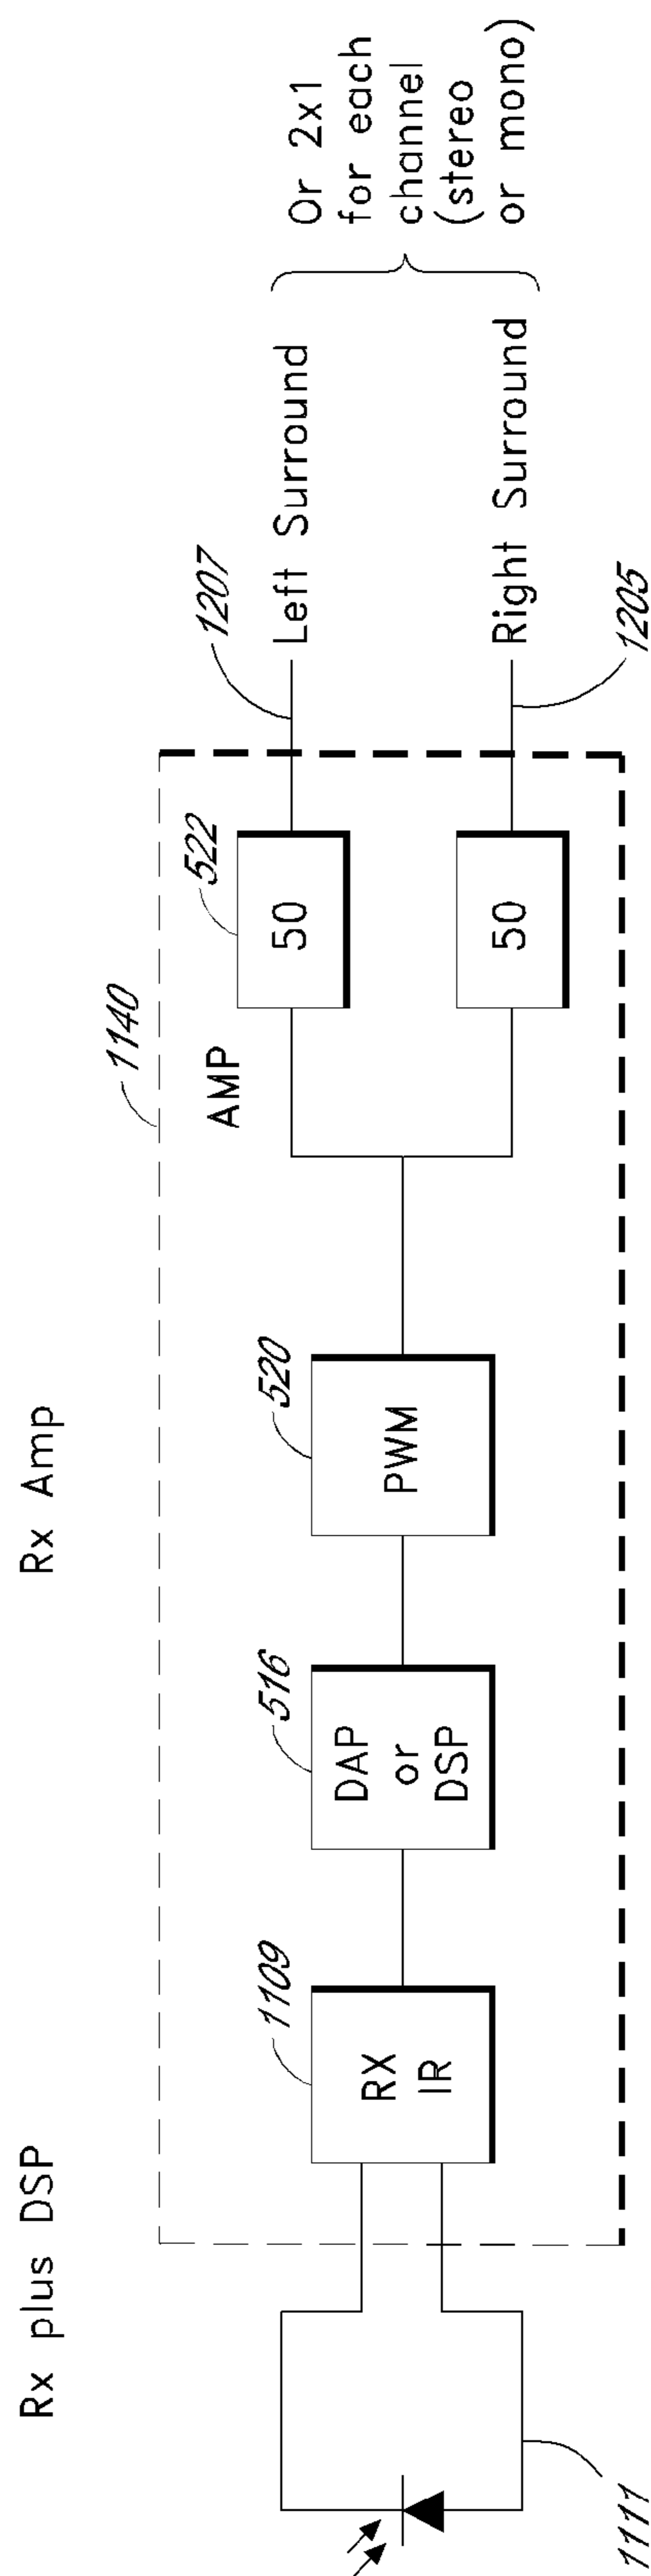 Rx plus DSP
Rx Amp
1140
1109
516
520
AMP
522
1207
RX
IR
DAP
or
DSP
PWM
50
50
Left Surround
Right Surround
1205
1111
Or 2x1
for each
channel
(stereo
or mono)